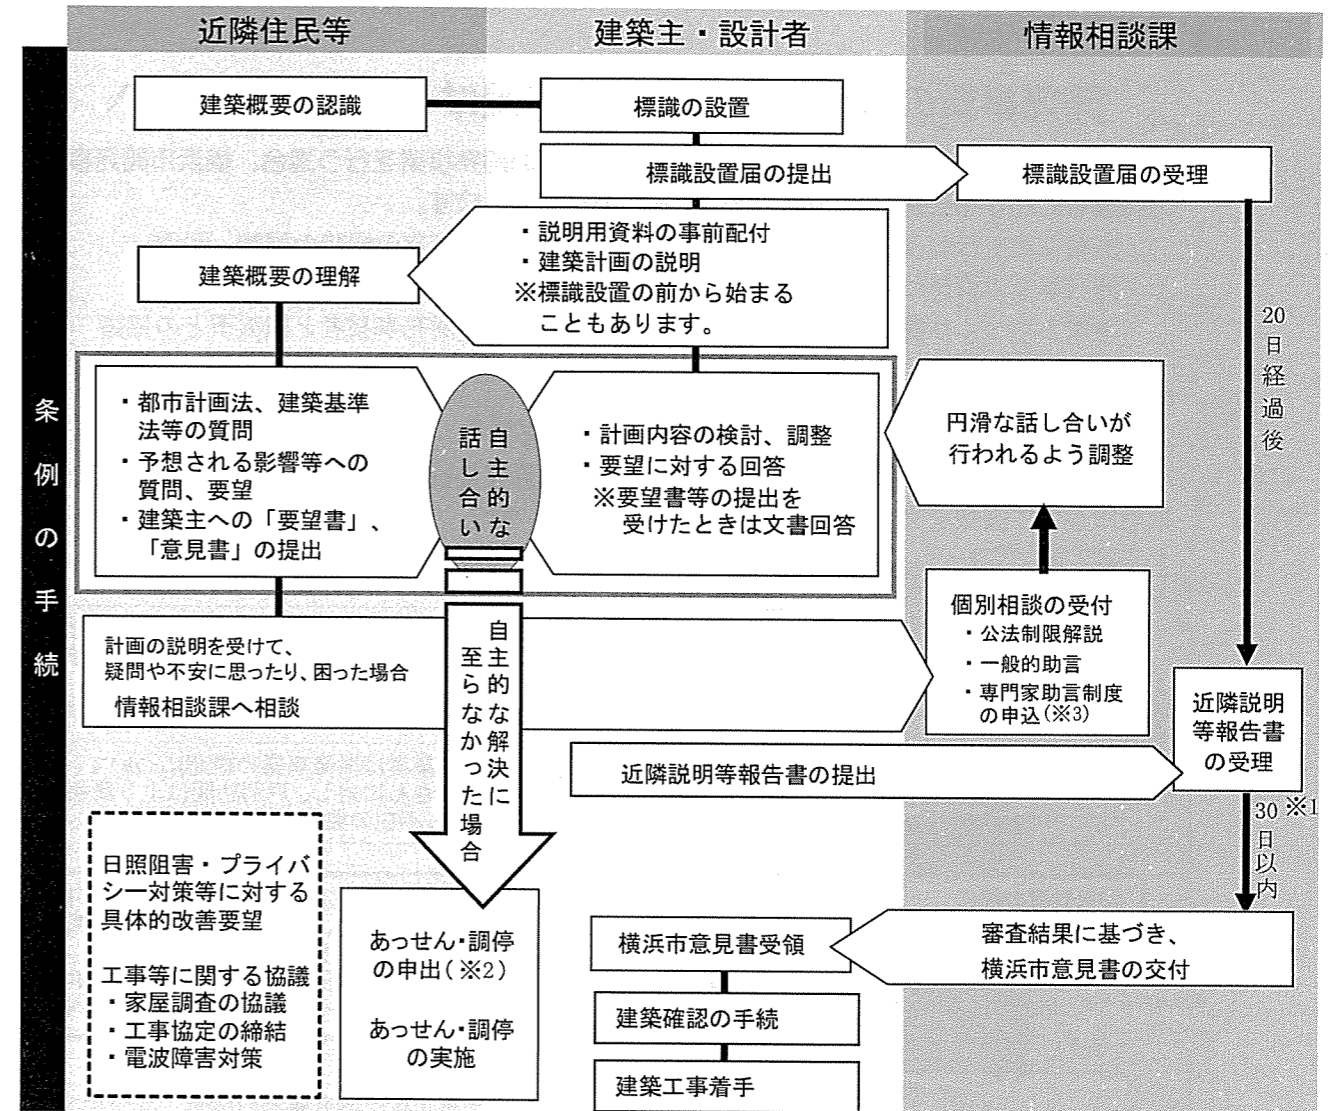 近隣住民等
建築主・設計者
情報相談課
条例の手続
建築概要の認識
標識の設置
標識設置届の提出
標識設置届の受理
・説明用資料の事前配付
・建築計画の説明
※標識設置の前から始まる
こともあります。
建築概要の理解
20日経過後
・都市計画法、建築基準
法等の質問
・予想される影響等への
質問、要望
・建築主への「要望書」、
「意見書」の提出
自主的な
話し合い
・計画内容の検討、調整
・要望に対する回答
※要望書等の提出を
受けたときは文書回答
円滑な話し合いが
行われるよう調整
個別相談の受付
・公法制限解説
・一般的助言
・専門家助言制度
の申込(※3)
計画の説明を受けて、
疑問や不安に思ったり、困った場合
情報相談課へ相談
自主的な解決に
至らなかった場合
近隣説明等報告書の提出
近隣説明
等報告書
の受理
※1
30日以内
日照阻害・プライバ
シー対策等に対する
具体的改善要望
工事等に関する協議
・家屋調査の協議
・工事協定の締結
・電波障害対策
あっせん・調停
の申出(※2)
あっせん・調停
の実施
横浜市意見書受領
審査結果に基づき、
横浜市意見書の交付
建築確認の手続
建築工事着手